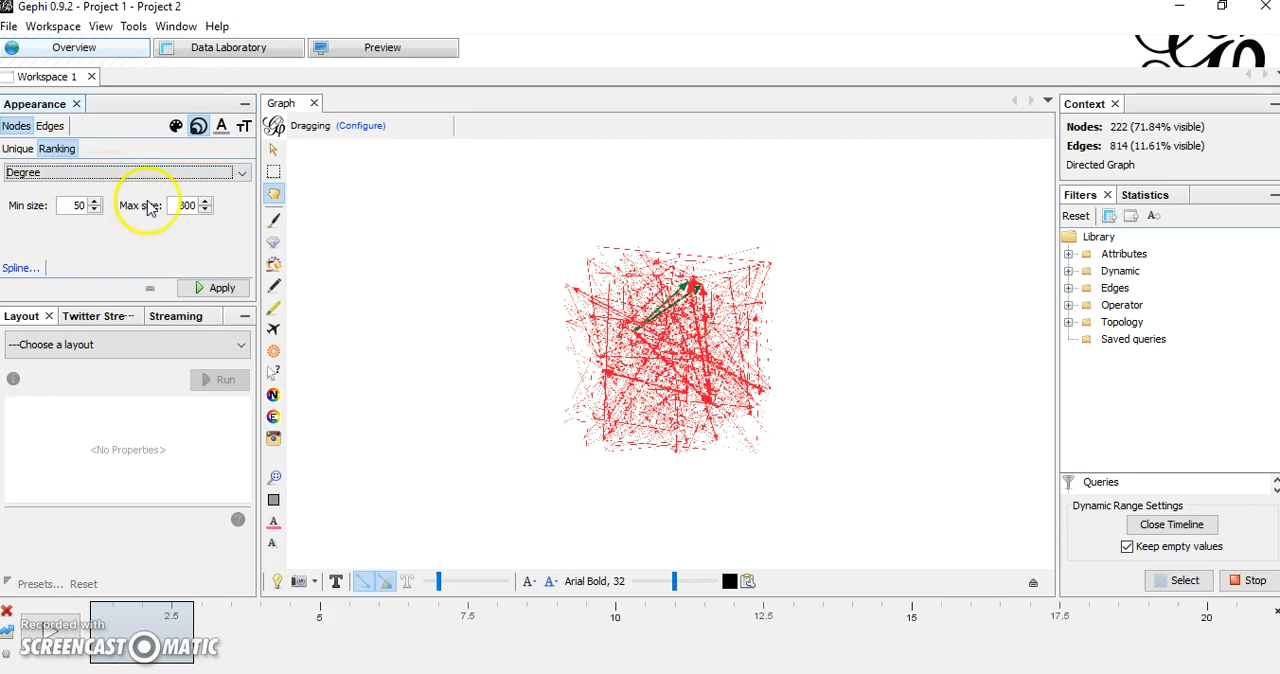 Gephi 0.9.2 - Project 1 - Project 2
File Workspace View Tools Window Help
Overview Data Laboratory Preview
Workspace 1
Appearance Graph Context
Nodes Edges Dragging (Configure) Nodes: 222 (71.84% visible)
Edges: 814 (11.61% visible)
Unique Ranking Directed Graph
Degree
Filters Statistics
Min size: 50 Max size: 300
Reset
Library
Attributes
Spline... Dynamic
Apply Edges
Operator
Layout Twitter Stre··· Streaming
Topology
---Choose a layout Saved queries
Run
<No Properties>
Queries
Dynamic Range Settings
Close Timeline
Keep empty values
Presets... Reset Arial Bold, 32 Select Stop
2.5 5 7.5 10 12.5 15 17.5 20
Recorded with
SCREENCAST MATIC